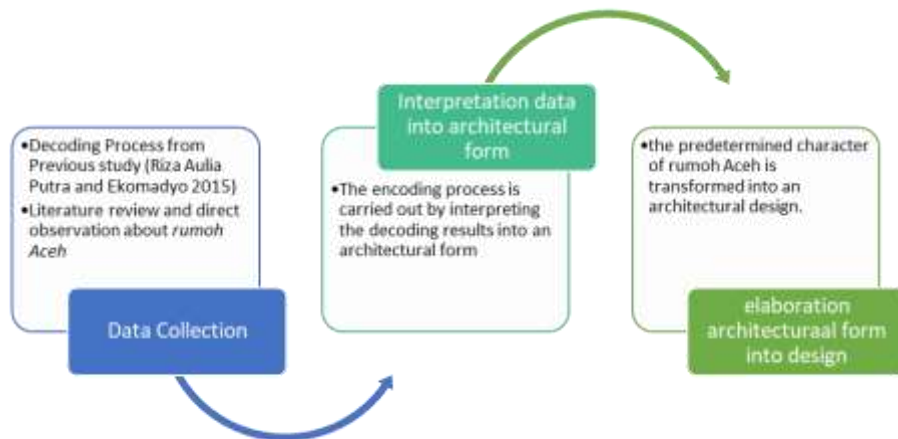 •Decoding Process from
Previous study (Riza Aulia
Putra and Ekomadyo 2015)
•Literature review and direct
observation about rumoh
Aceh
Data Collection
Interpretation data
into architectural
form
•The encoding process is
carried out by interpreting
the decoding results into an
architectural form
•the predetermined character
of rumoh Aceh is
transformed into an
architectural design.
elaboration
architecturaal form
into design